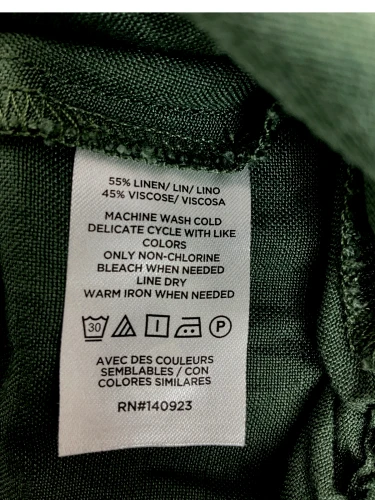 55% LINEN/ LIN/ LINO
45% VISCOSE/ VISCOSA
MACHINE WASH COLD
DELICATE CYCLE WITH LIKE
COLORS
ONLY NON-CHLORINE
BLEACH WHEN NEEDED
LINE DRY
WARM IRON WHEN NEEDED
30 P
AVEC DES COULEURS
SEMBLABLES / CON
COLORES SIMILARES
RN#140923